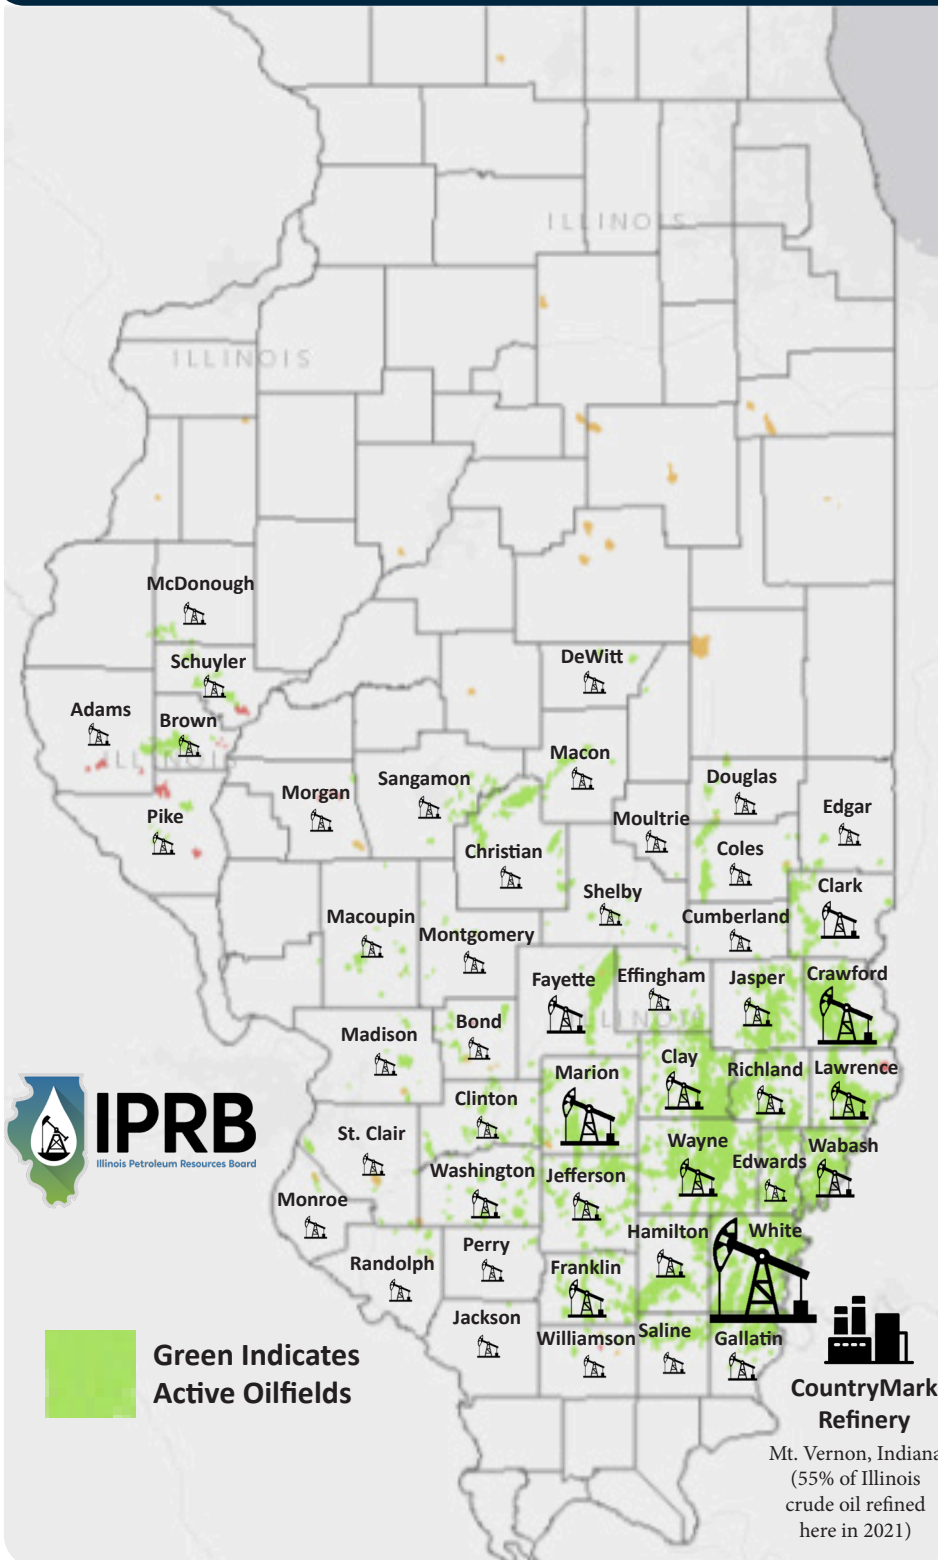 ILLINOIS
ILLINOIS
McDonough
Schuyler
DeWitt
Adams
Brown
ILLINOIS
Macon
Sangamon
Douglas
Morgan
Edgar
Pike
Moultrie
Coles
Christian
Clark
Shelby
Macoupin
Cumberland
Montgomery
Fayette
Effingham
Jasper
Crawford
ILLINOIS
Bond
Madison
Clay
Marion
Richland
Lawrence
Clinton
IPRB
Illinois Petroleum Resources Board
St. Clair
Wayne
Wabash
Edwards
Washington
Jefferson
Monroe
Hamilton
White
Perry
Randolph
Franklin
Jackson
Williamson
Saline
Gallatin
Green Indicates
Active Oilfields
CountryMark
Refinery
Mt. Vernon, Indiana
(55% of Illinois
crude oil refined
here in 2021)